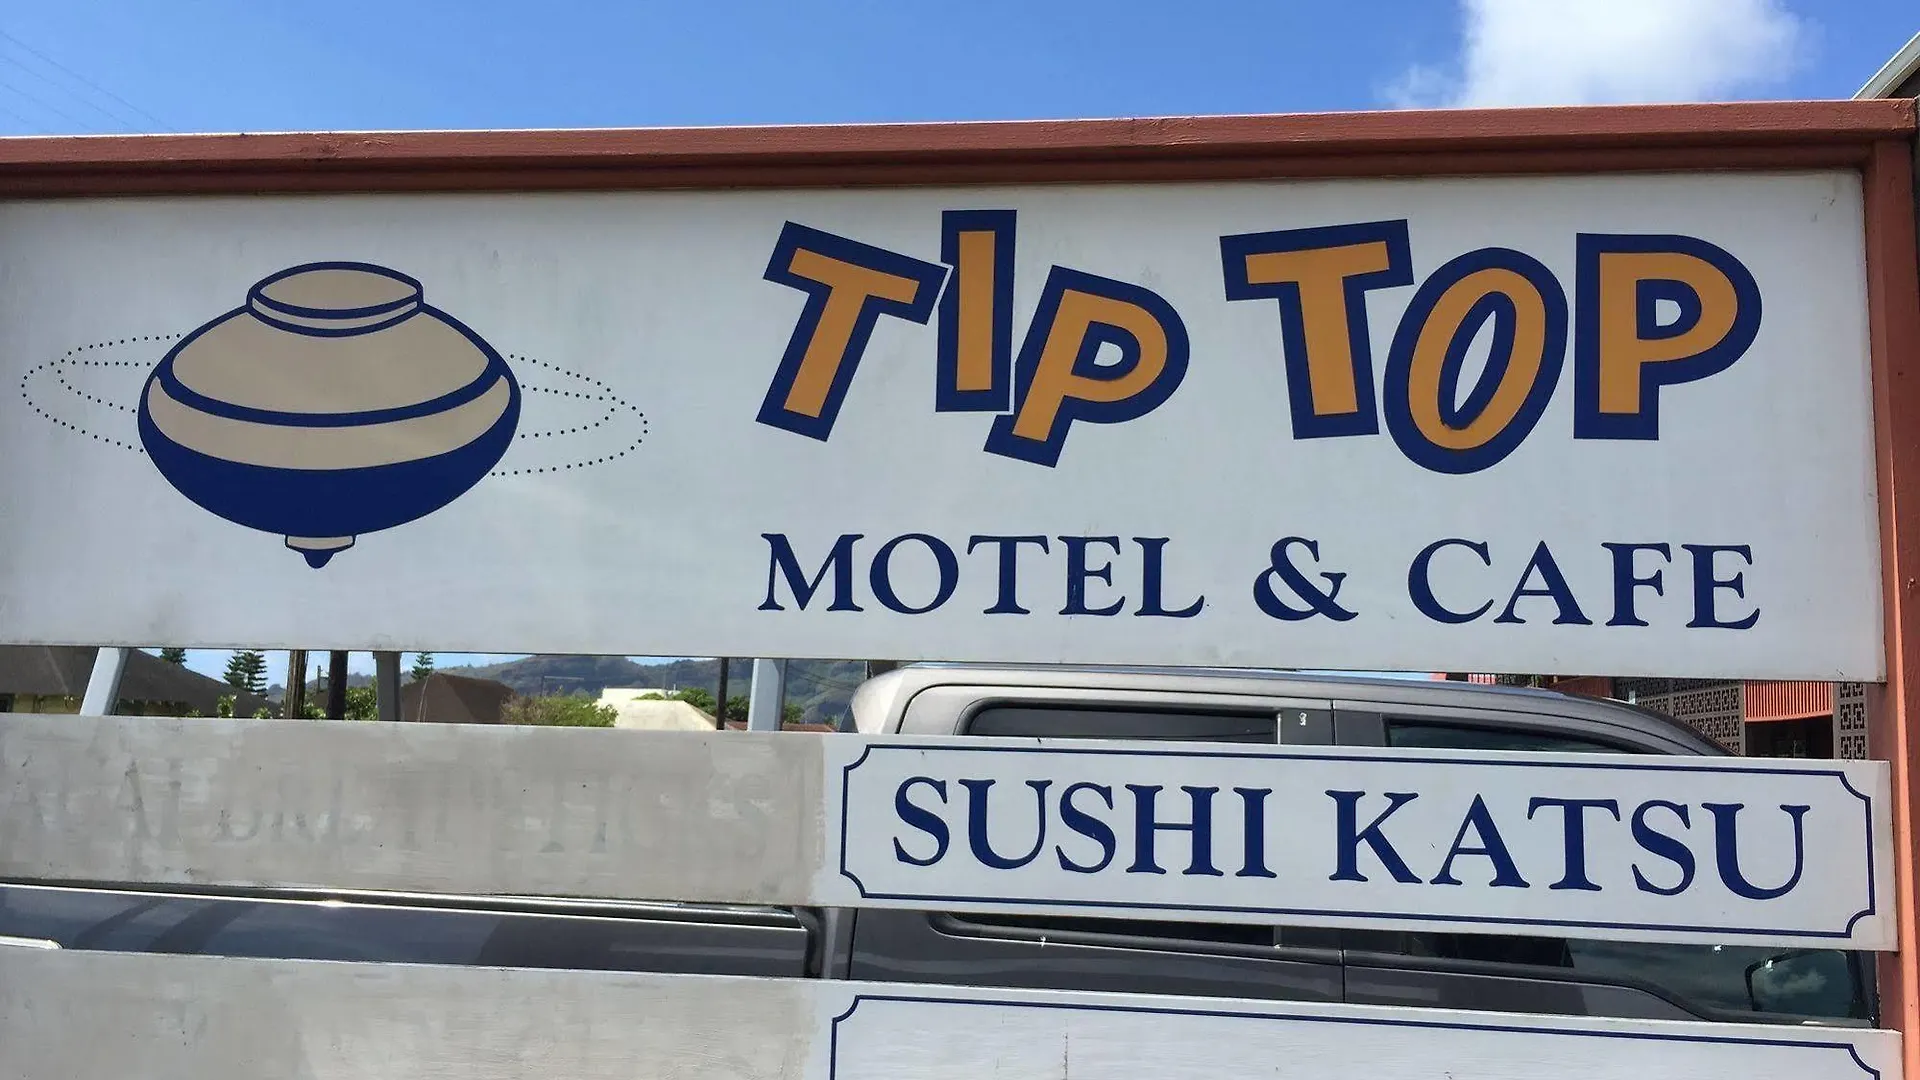 TIP TOP
MOTEL & CAFE
SUSHI KATSU